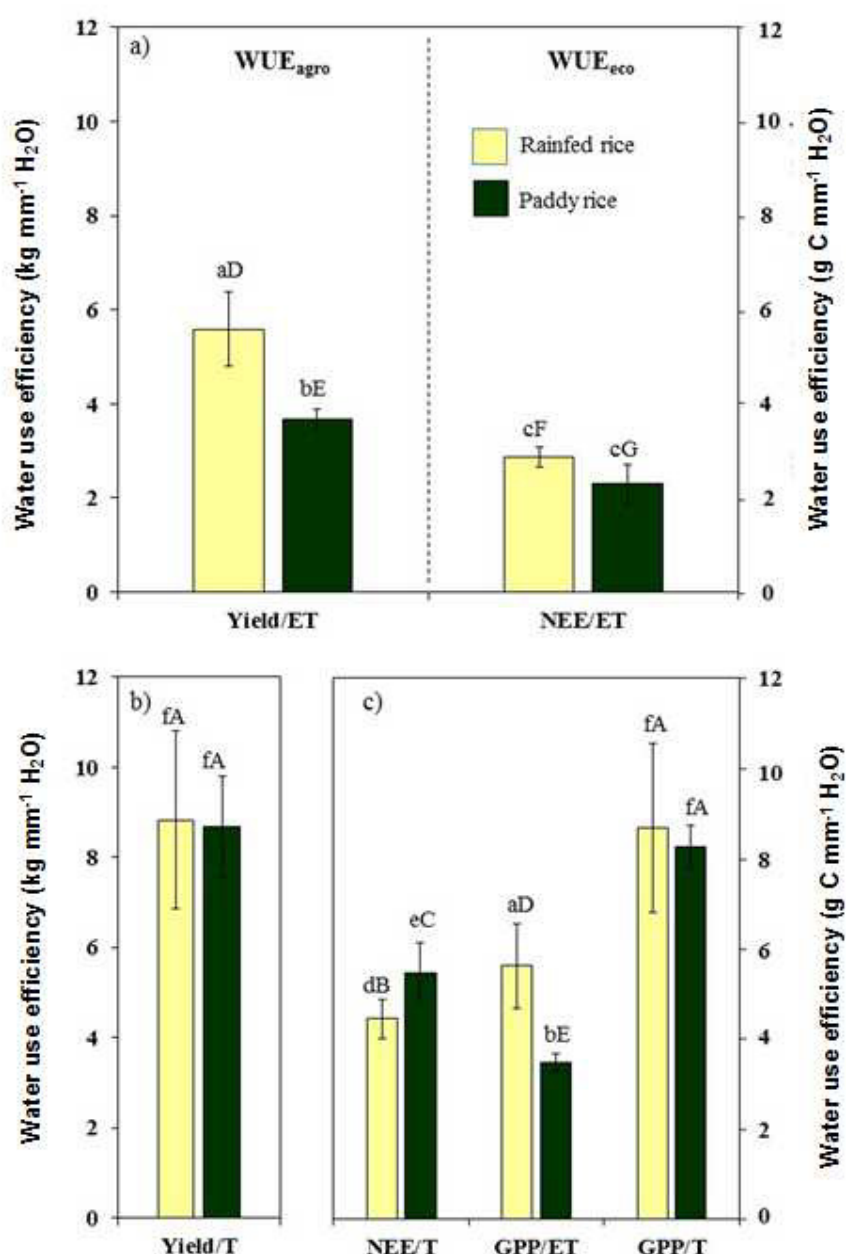 12
10
8
6
4
2
0
Water use efficiency (kg mm⁻¹ H₂O)
a)
WUEagro
WUEeco
Rainfed rice
Paddy rice
aD
bE
cF
cG
Yield/ET
NEE/ET
12
10
8
6
4
2
0
Water use efficiency (g C mm⁻¹ H₂O)
12
10
8
6
4
2
0
Water use efficiency (kg mm⁻¹ H₂O)
b)
fA
fA
Yield/T
c)
dB
eC
aD
bE
fA
fA
NEE/T
GPP/ET
GPP/T
12
10
8
6
4
2
0
Water use efficiency (g C mm⁻¹ H₂O)